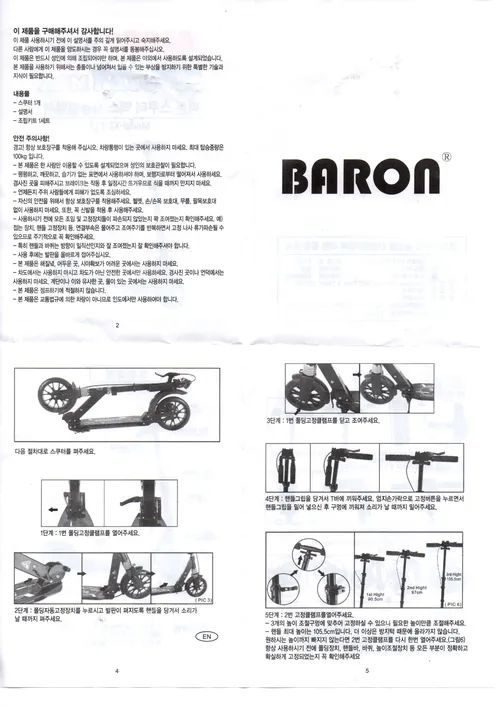 이 제품을 구매해주셔서 감사합니다!
이 제품 사용하시기 전에 이 설명서를 주의 깊게 읽어주시고 숙지해주세요.
다른 사람에게 이 제품을 양도하시는 경우 꼭 설명서를 동봉해주십시오.
이 제품은 반드시 성인에 의해 조립되어야만 하며, 본 제품은 야외에서 사용하도록 설계되었습니다.
본 제품을 사용하기 위해서는 충돌이나 넘어져서 입을 수 있는 부상을 방지하기 위한 특별한 기술과
지식이 필요합니다.
내용물
- 스쿠터 1개
- 설명서
- 조립키트 1세트
안전 주의사항!
경고! 항상 보호장구를 착용해 주십시오. 차량통행이 있는 곳에서 사용하지 마세요. 최대 탑승중량은
100kg 입니다.
- 본 제품은 한 사람만 이용할 수 있도록 설계되었으며 성인의 보호관찰이 필요합니다.
- 평평하고, 깨끗하고, 습기가 없는 표면에서 사용하셔야 하며, 보행자로부터 떨어져서 사용하세요.
경사진 곳을 피해주시고 브레이크는 작동 후 일정시간 뜨거우므로 식을 때까지 만지지 마세요.
- 언제든지 주위 사람들에게 피해가 없도록 조심하세요.
- 자신의 안전을 위해서 항상 보호장구를 착용해주세요. 헬멧, 손/손목 보호대, 무릎, 팔목보호대
없이 사용하지 마세요. 또한, 꼭 신발을 착용 후 사용해주세요.
- 사용하시기 전에 모든 조임 및 고정장치들이 파손되지 않았는지 꽉 조여졌는지 확인해주세요. 예)
접는 장치, 핸들 고정장치 등, 연결부속은 풀어주고 조여주기를 반복하면서 고정 나사 류가파손될 수
있으므로 주기적으로 꼭 확인해주세요.
- 특히 핸들과 바퀴는 방향이 일직선인지와 잘 조여졌는지 잘 확인해주셔야 합니다.
- 사용 후에는 발판을 올바르게 접어주십시오.
- 본 제품은 해질녘, 어두운 곳, 시야확보가 어려운 곳에서는 사용하지 마세요.
- 차도에서는 사용하지 마시고 차도가 아닌 안전한 곳에서만 사용하세요. 경사진 곳이나 언덕에서는
사용하지 마세요. 계단이나 이와 유사한 곳, 물이 있는 곳에서는 사용하지 마세요.
- 본 제품은 점프하기에 적절하지 않습니다.
- 본 제품은 교통법규에 의한 차량이 아니므로 인도에서만 사용하여야 합니다.
2
BARON®
다음 절차대로 스쿠터를 펴주세요.
1단계 : 1번 폴딩고정클램프를 열어주세요.
( PIC 3)
2단계 : 폴딩자동고정장치를 누르시고 발판이 펴지도록 핸들을 당겨서 소리가
날 때까지 펴주세요.
EN
4
3단계 : 1번 폴딩고정클램프를 닫고 조여주세요.
4단계 : 핸들그립을 당겨서 T바에 끼워주세요. 엄지손가락으로 고정버튼을 누르면서
핸들그립을 밀어 넣으신 후 구멍에 끼워져 소리가 날 때까지 밀어주세요.
1st Hight
2nd Hight
97cm
105.5cm
( PIC 6)
5단계 : 2번 고정클램프를열어주세요.
- 3개의 높이 조절구멍에 맞추어 고정하실 수 있으니 필요한 높이만큼 조절해주세요.
- 핸들 최대 높이는 105.5cm입니다. 더 이상은 방지턱 때문에 올라가지 않습니다.
원하시는 높이까지 빠지지 않는다면 2번 고정클램프를 다시 한번 열어주세요.(그림6)
항상 사용하시기 전에 폴딩장치, 핸들바, 바퀴, 높이조절장치 등 모든 부분이 정확하고
확실하게 고정되었는지 꼭 확인해주세요
5